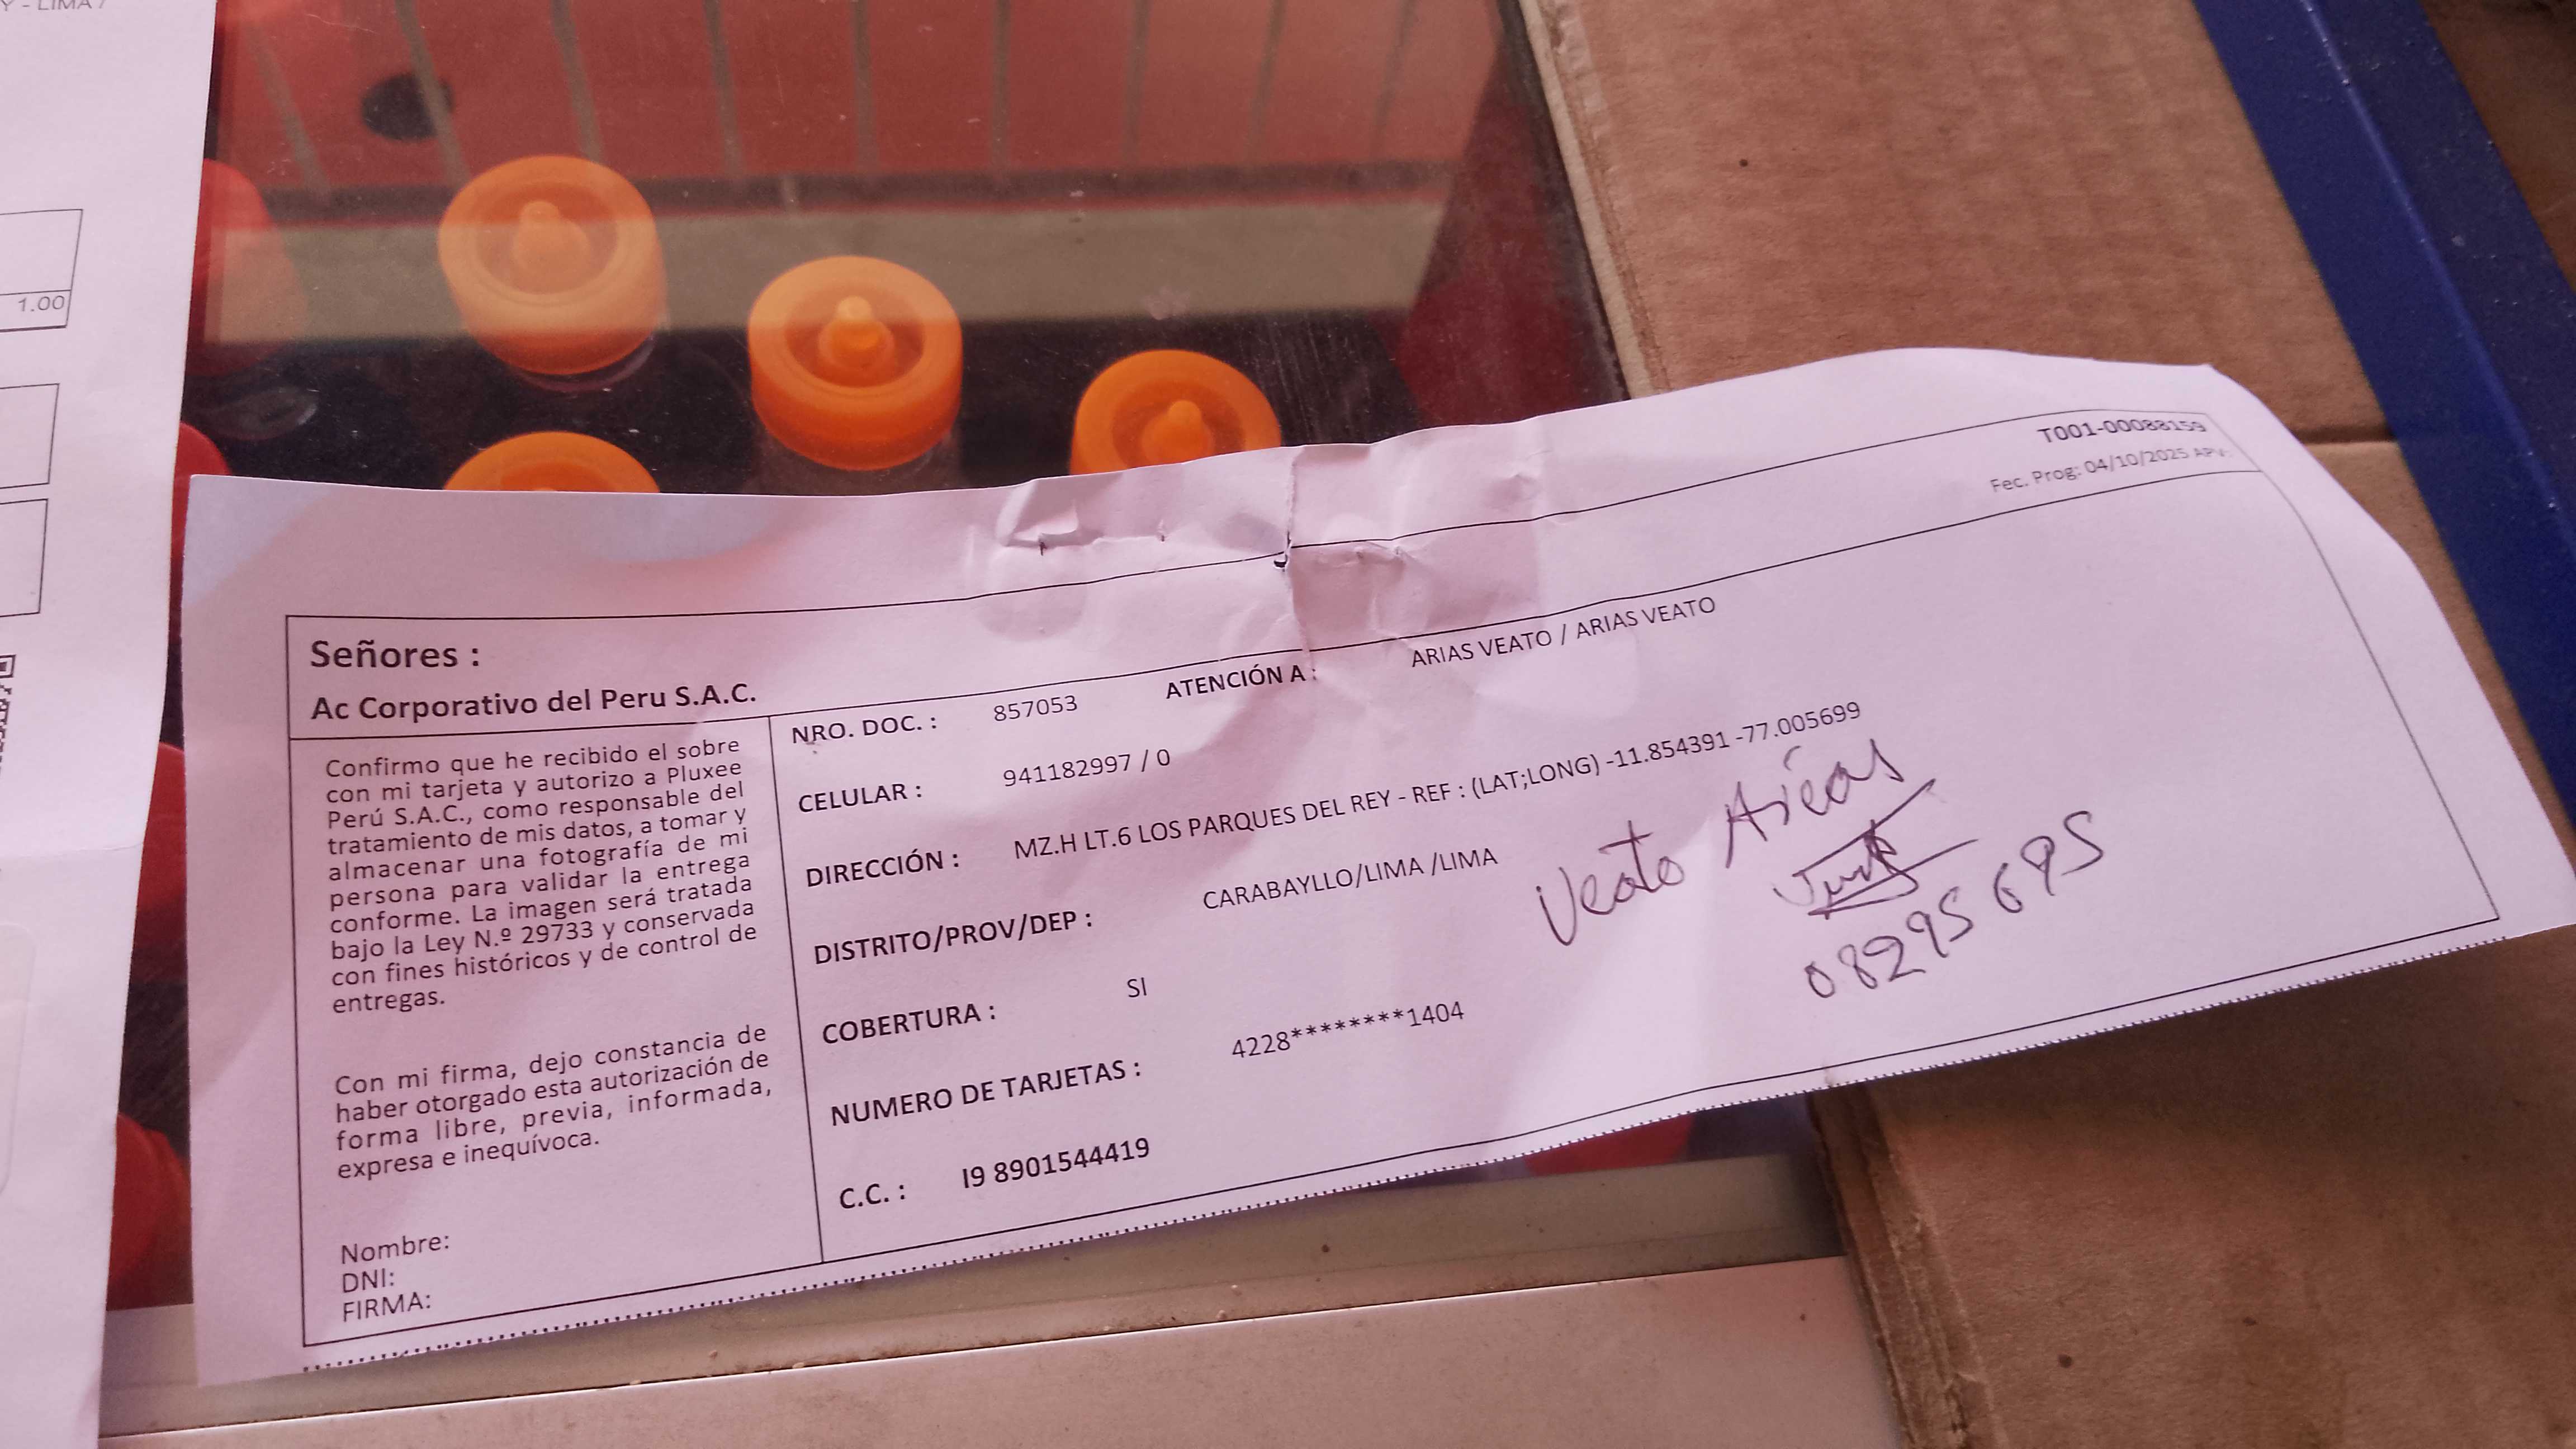 Y - LIMA /
1.00
T001-00088159
Fec. Prog: 04/10/2025
Señores :
Ac Corporativo del Peru S.A.C.
Confirmo que he recibido el sobre
con mi tarjeta y autorizo a Pluxee
Perú S.A.C., como responsable del
tratamiento de mis datos, a tomar y
almacenar una fotografía de mi
persona para validar la entrega
conforme. La imagen será tratada
bajo la Ley N.º 29733 y conservada
con fines históricos y de control de
entregas.
Con mi firma, dejo constancia de
haber otorgado esta autorización de
forma libre, previa, informada,
expresa e inequívoca.
Nombre:
DNI:
FIRMA:
NRO. DOC. : 857053 ATENCIÓN A : ARIAS VEATO / ARIAS VEATO
CELULAR : 941182997 / 0
DIRECCIÓN : MZ.H LT.6 LOS PARQUES DEL REY - REF : (LAT;LONG) -11.854391 -77.005699
DISTRITO/PROV/DEP : CARABAYLLO/LIMA /LIMA
COBERTURA : SI
NUMERO DE TARJETAS : 4228********1404
C.C. : I9 8901544419
Veato Arias
08295695